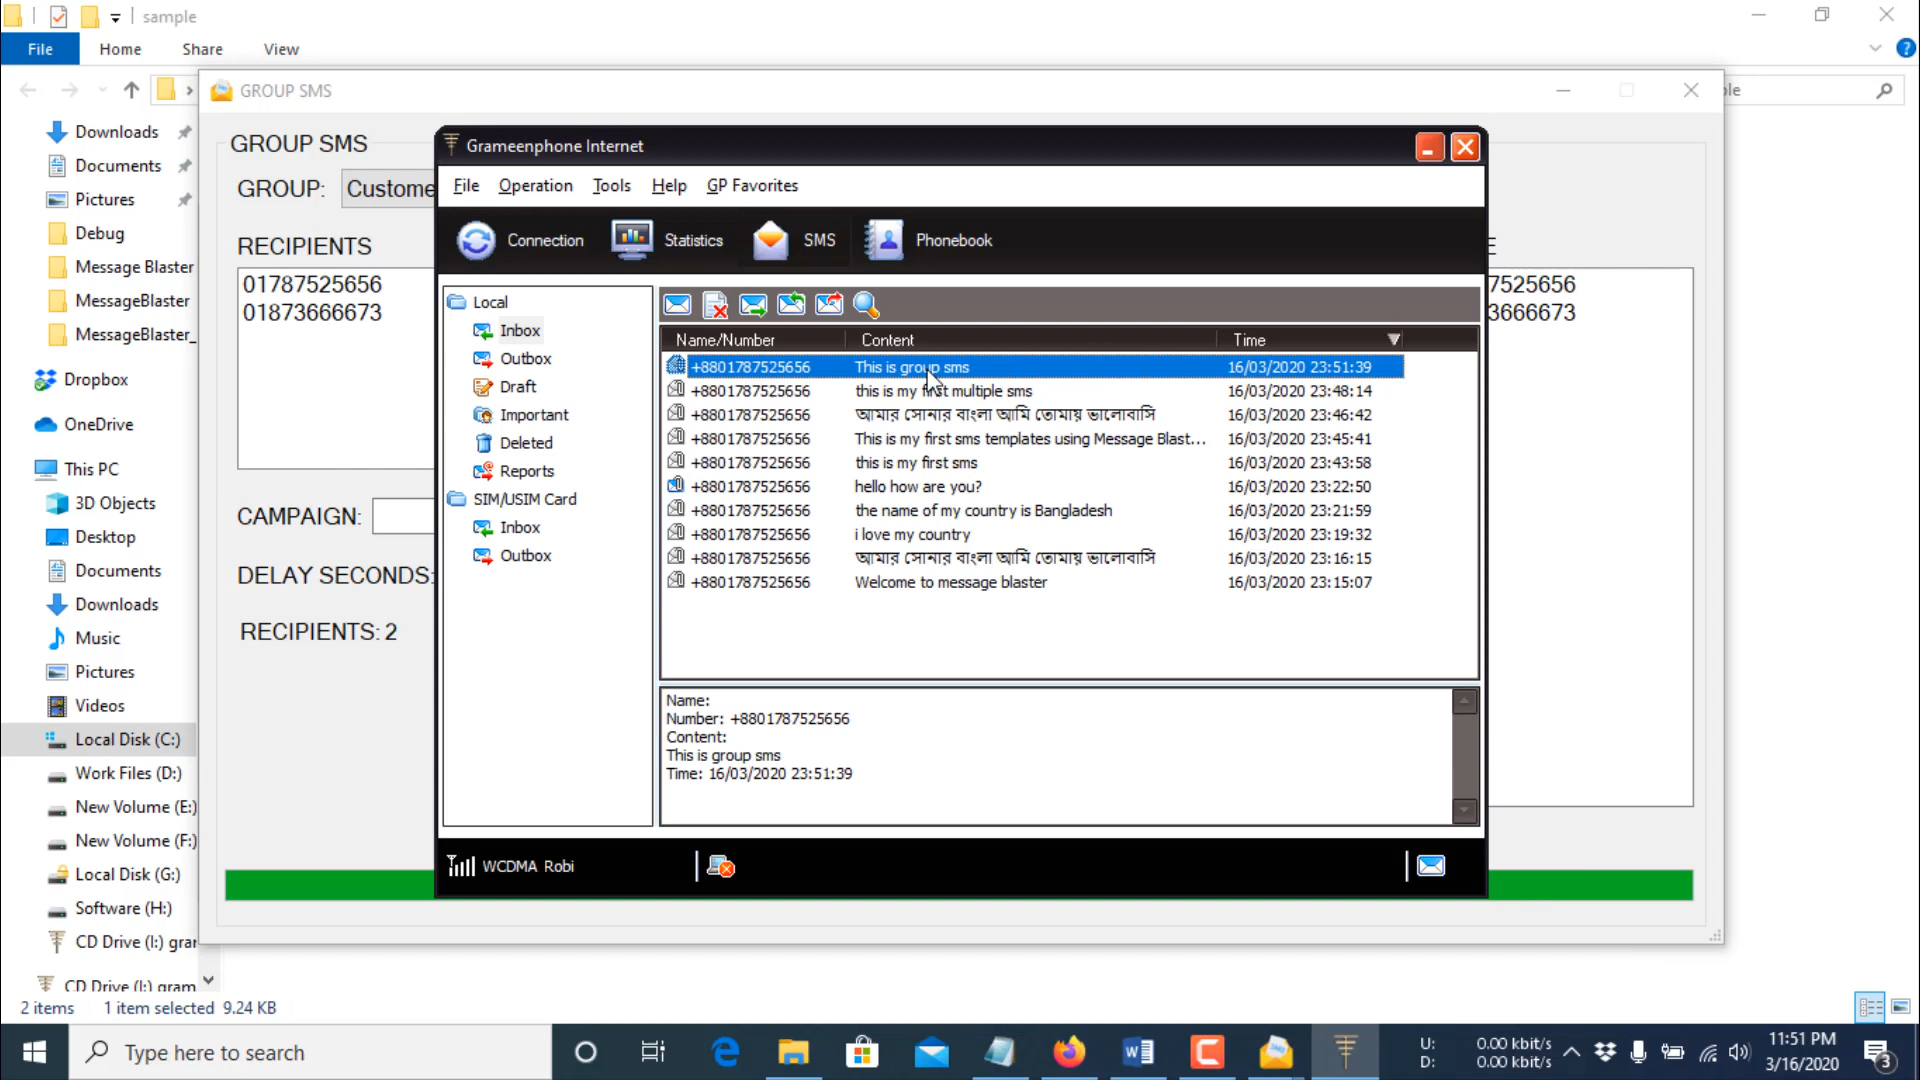 sample
File Home Share View
GROUP SMS
GROUP SMS
GROUP: Custome
RECIPIENTS
01787525656
01873666673
CAMPAIGN:
DELAY SECONDS:
RECIPIENTS: 2
E
7525656
3666673
ple
Downloads
Documents
Pictures
Debug
Message Blaster
MessageBlaster
MessageBlaster_
Dropbox
OneDrive
This PC
3D Objects
Desktop
Documents
Downloads
Music
Pictures
Videos
Local Disk (C:)
Work Files (D:)
New Volume (E:)
New Volume (F:)
Local Disk (G:)
Software (H:)
CD Drive (I:) grar
CD Drive (I:) gram
2 items 1 item selected 9.24 KB
Grameenphone Internet
File Operation Tools Help GP Favorites
Connection Statistics SMS Phonebook
Local
Inbox
Outbox
Draft
Important
Deleted
Reports
SIM/USIM Card
Inbox
Outbox
Name/Number Content Time
+8801787525656 This is group sms 16/03/2020 23:51:39
+8801787525656 this is my first multiple sms 16/03/2020 23:48:14
+8801787525656 আমার সোনার বাংলা আমি তোমায় ভালোবাসি 16/03/2020 23:46:42
+8801787525656 This is my first sms templates using Message Blast... 16/03/2020 23:45:41
+8801787525656 this is my first sms 16/03/2020 23:43:58
+8801787525656 hello how are you? 16/03/2020 23:22:50
+8801787525656 the name of my country is Bangladesh 16/03/2020 23:21:59
+8801787525656 i love my country 16/03/2020 23:19:32
+8801787525656 আমার সোনার বাংলা আমি তোমায় ভালোবাসি 16/03/2020 23:16:15
+8801787525656 Welcome to message blaster 16/03/2020 23:15:07
Name:
Number: +8801787525656
Content:
This is group sms
Time: 16/03/2020 23:51:39
WCDMA Robi
Type here to search
U: 0.00 kbit/s
D: 0.00 kbit/s
11:51 PM
3/16/2020
3